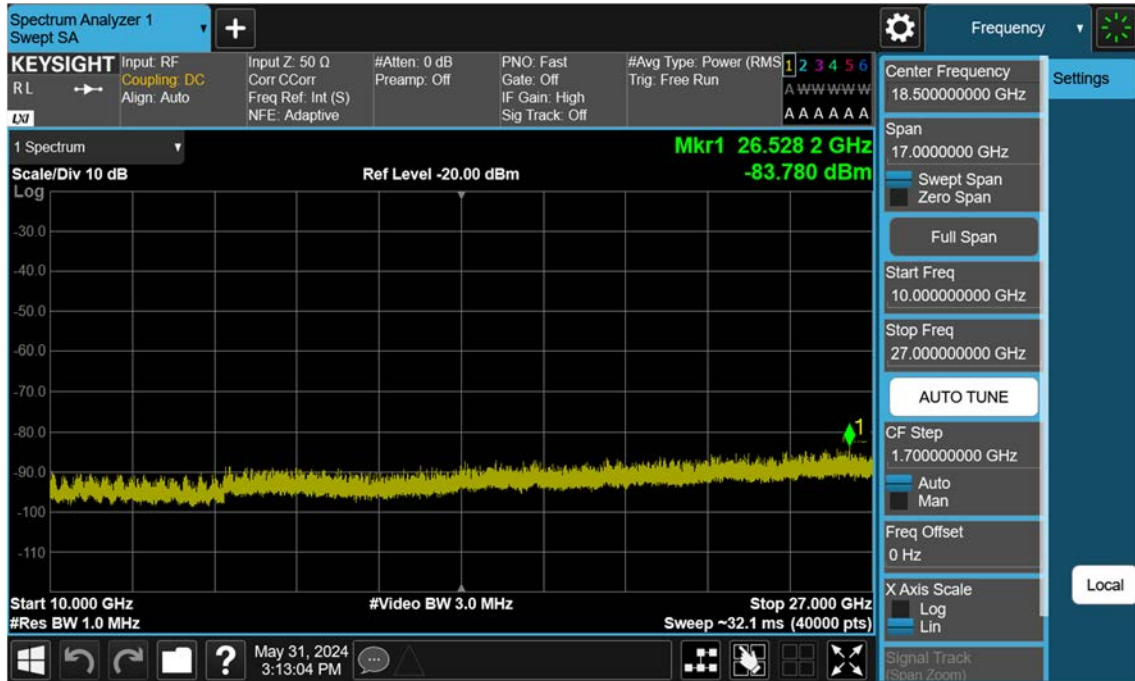 Spectrum Analyzer 1
Swept SA
+
Frequency
KEYSIGHT
R L
LXI
Input: RF
Coupling: DC
Align: Auto
Input Z: 50 Ω
Corr CCorr
Freq Ref: Int (S)
NFE: Adaptive
#Atten: 0 dB
Preamp: Off
PNO: Fast
Gate: Off
IF Gain: High
Sig Track: Off
#Avg Type: Power (RMS
Trig: Free Run
1 2 3 4 5 6
A W W W W W
A A A A A A
1 Spectrum
Scale/Div 10 dB
Log
Ref Level -20.00 dBm
Mkr1 26.528 2 GHz
-83.780 dBm
-30.0
-40.0
-50.0
-60.0
-70.0
-80.0
-90.0
-100
-110
1
Start 10.000 GHz
#Res BW 1.0 MHz
#Video BW 3.0 MHz
Stop 27.000 GHz
Sweep ~32.1 ms (40000 pts)
Center Frequency
18.500000000 GHz
Span
17.0000000 GHz
Swept Span
Zero Span
Full Span
Start Freq
10.000000000 GHz
Stop Freq
27.000000000 GHz
AUTO TUNE
CF Step
1.700000000 GHz
Auto
Man
Freq Offset
0 Hz
X Axis Scale
Log
Lin
Signal Track
(Span Zoom)
Settings
Local
?
May 31, 2024
3:13:04 PM